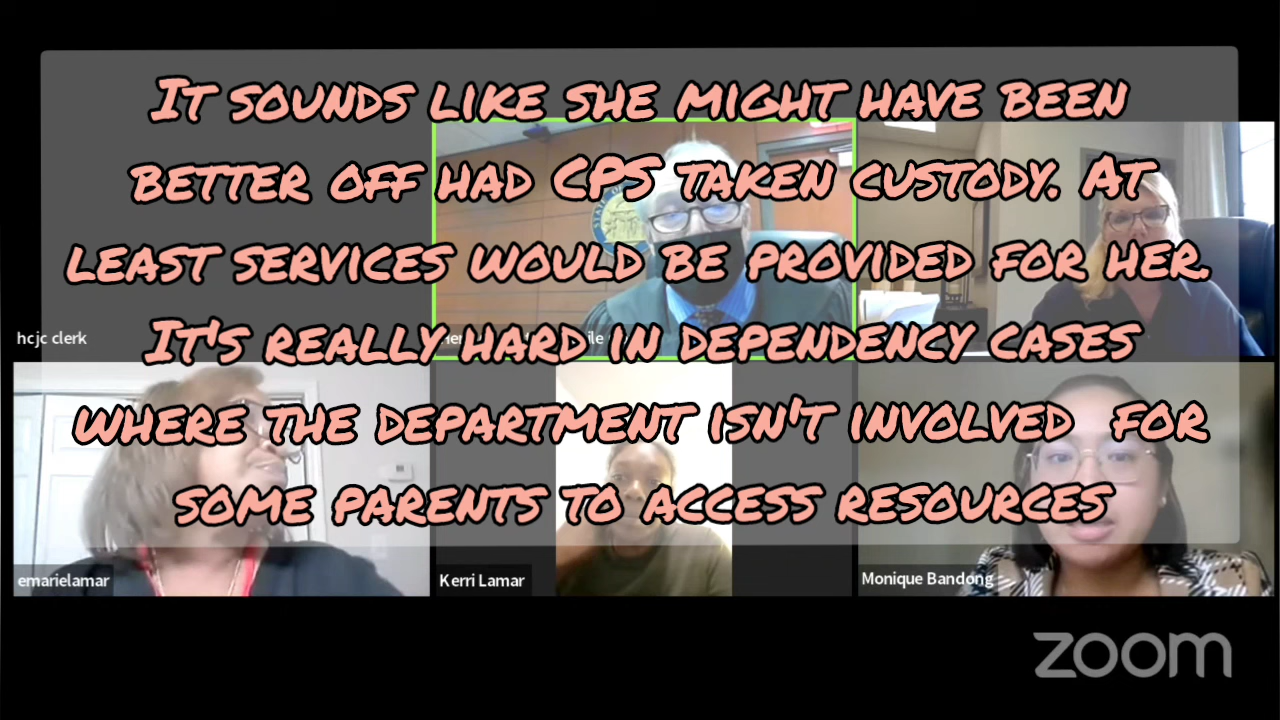 It sounds like she might have been
better off had CPS taken custody. At
least services would be provided for her.
It's really hard in dependency cases
where the department isn't involved for
some parents to access resources
hcjc clerk
emarielamar
Kerri Lamar
Monique Bandong
zoom